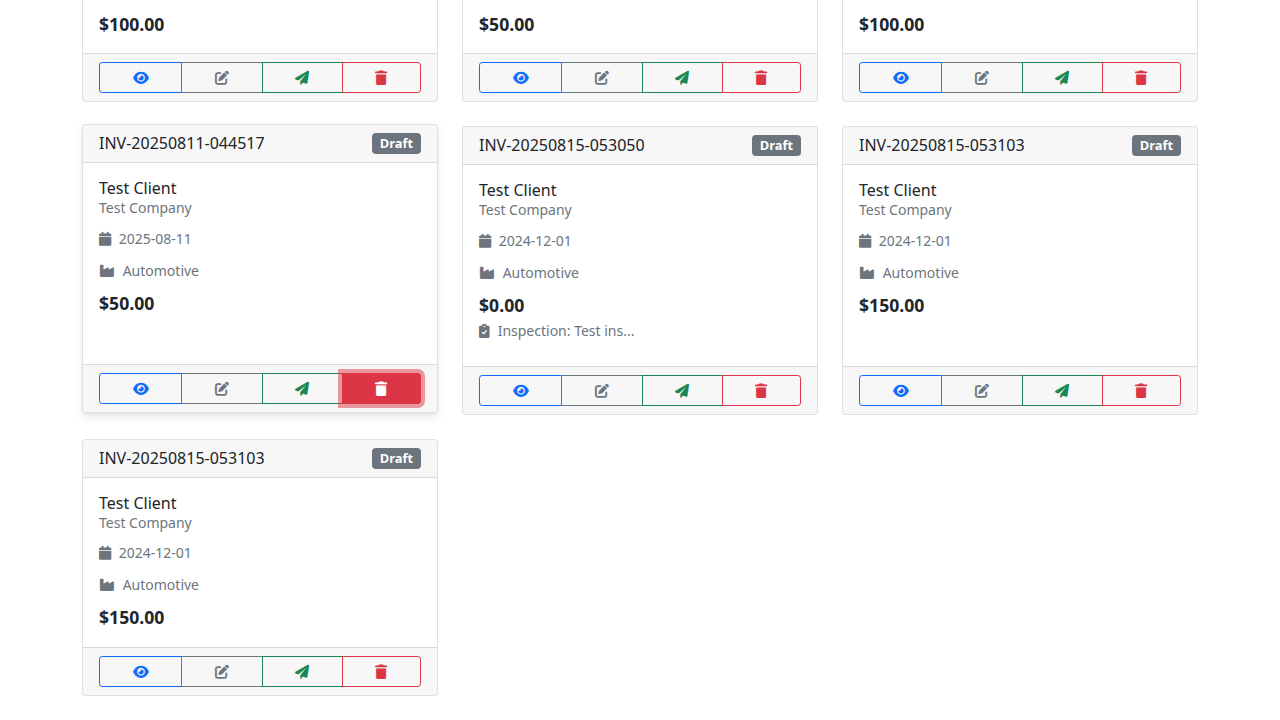 $100.00
$50.00
$100.00
INV-20250811-044517
Draft
Test Client
Test Company
2025-08-11
Automotive
$50.00
INV-20250815-053050
Draft
Test Client
Test Company
2024-12-01
Automotive
$0.00
Inspection: Test ins...
INV-20250815-053103
Draft
Test Client
Test Company
2024-12-01
Automotive
$150.00
INV-20250815-053103
Draft
Test Client
Test Company
2024-12-01
Automotive
$150.00